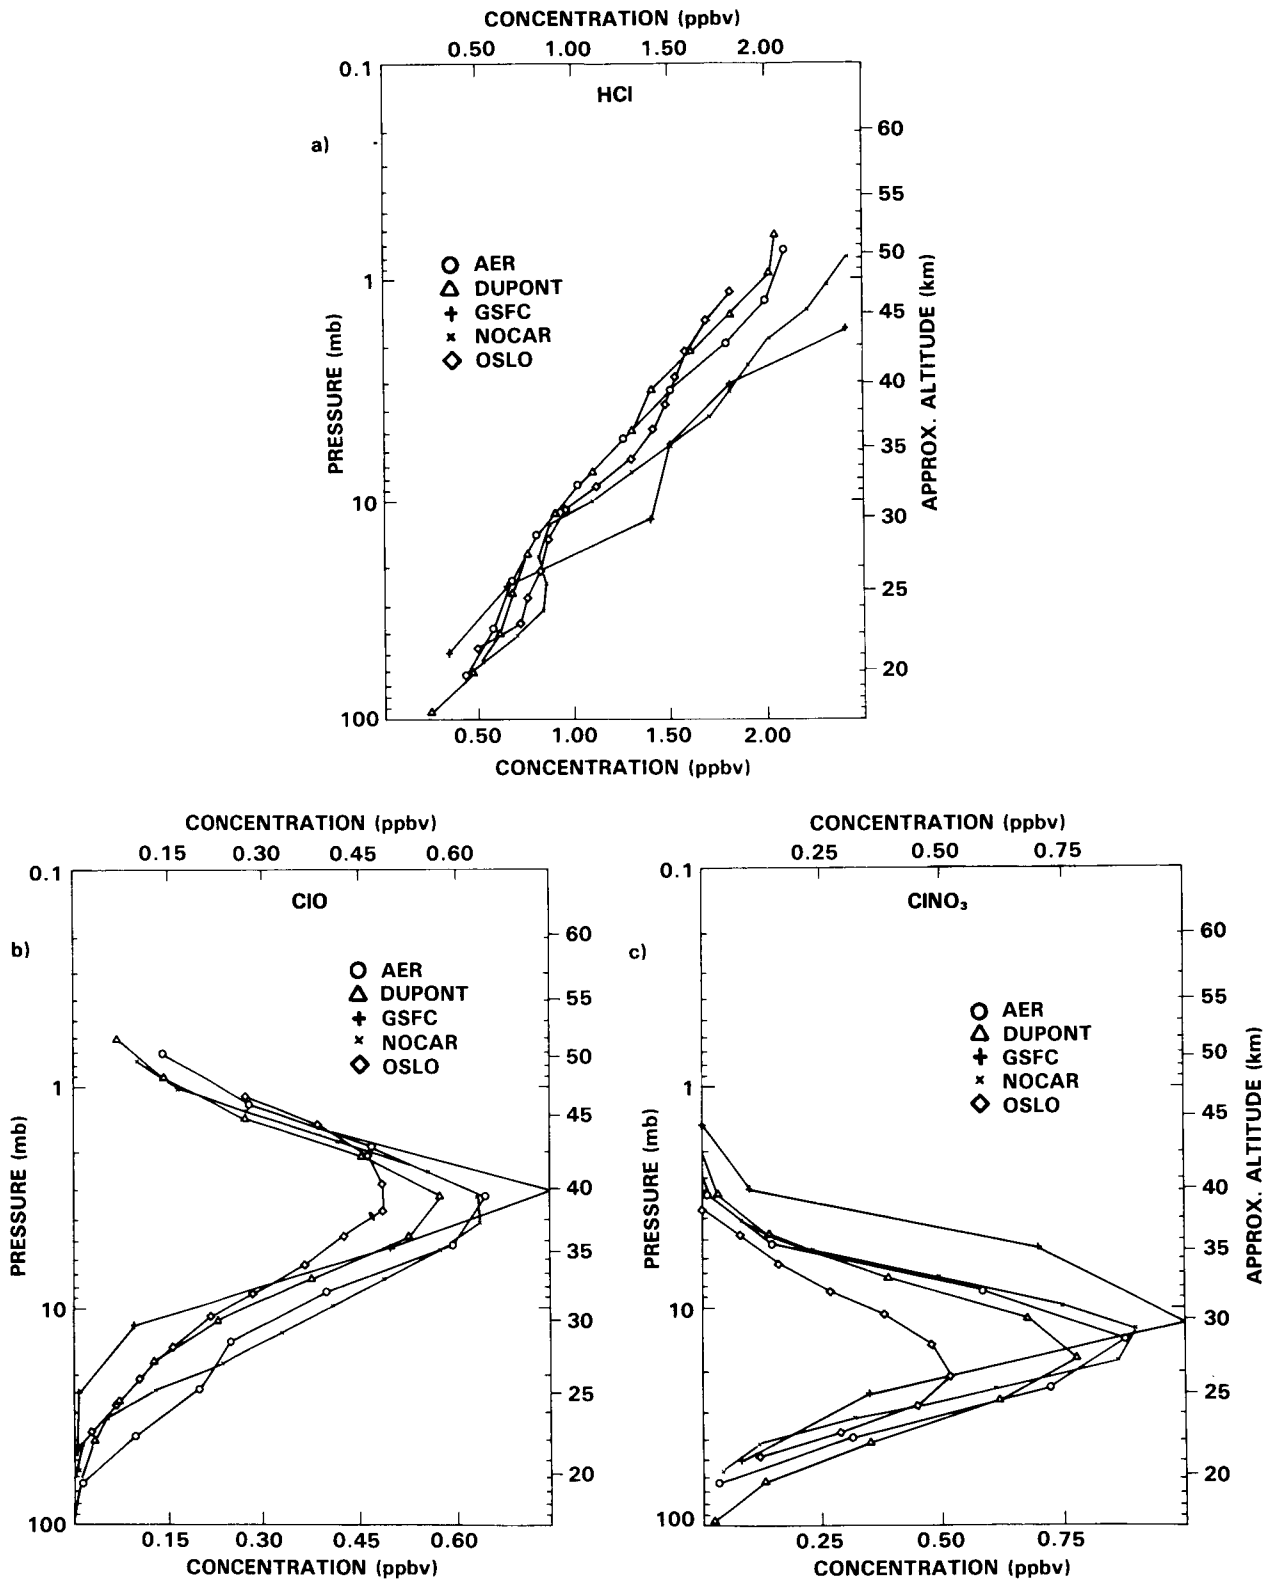 CONCENTRATION (ppbv)
0.50 1.00 1.50 2.00
0.1
HCl
a)
60
55
50
45
40
35
30
25
20
AER
DUPONT
GSFC
NOCAR
OSLO
1
10
100
PRESSURE (mb)
APPROX. ALTITUDE (km)
0.50 1.00 1.50 2.00
CONCENTRATION (ppbv)
CONCENTRATION (ppbv)
0.15 0.30 0.45 0.60
0.1
ClO
b)
60
55
50
45
40
35
30
25
20
AER
DUPONT
GSFC
NOCAR
OSLO
1
10
100
PRESSURE (mb)
0.15 0.30 0.45 0.60
CONCENTRATION (ppbv)
CONCENTRATION (ppbv)
0.25 0.50 0.75
0.1
ClNO₃
c)
60
55
50
45
40
35
30
25
20
AER
DUPONT
GSFC
NOCAR
OSLO
1
10
100
PRESSURE (mb)
APPROX. ALTITUDE (km)
0.25 0.50 0.75
CONCENTRATION (ppbv)